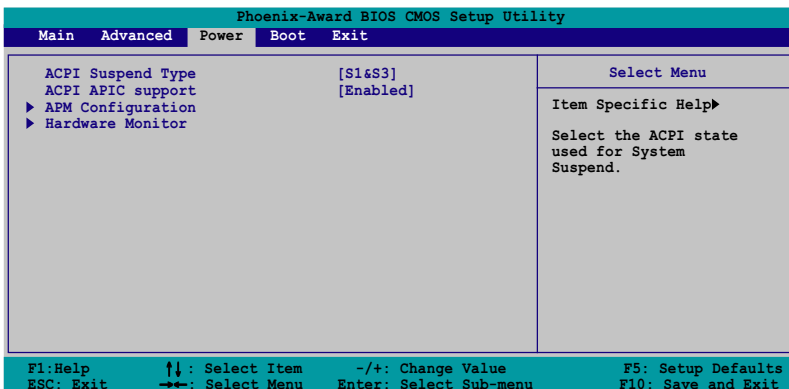 Phoenix-Award BIOS CMOS Setup Utility
Main Advanced Power Boot Exit
ACPI Suspend Type [S1&S3]
ACPI APIC support [Enabled]
APM Configuration
Hardware Monitor
Select Menu
Item Specific Help
Select the ACPI state
used for System
Suspend.
F1:Help ↑↓: Select Item -/+: Change Value F5: Setup Defaults
ESC: Exit →←: Select Menu Enter: Select Sub-menu F10: Save and Exit